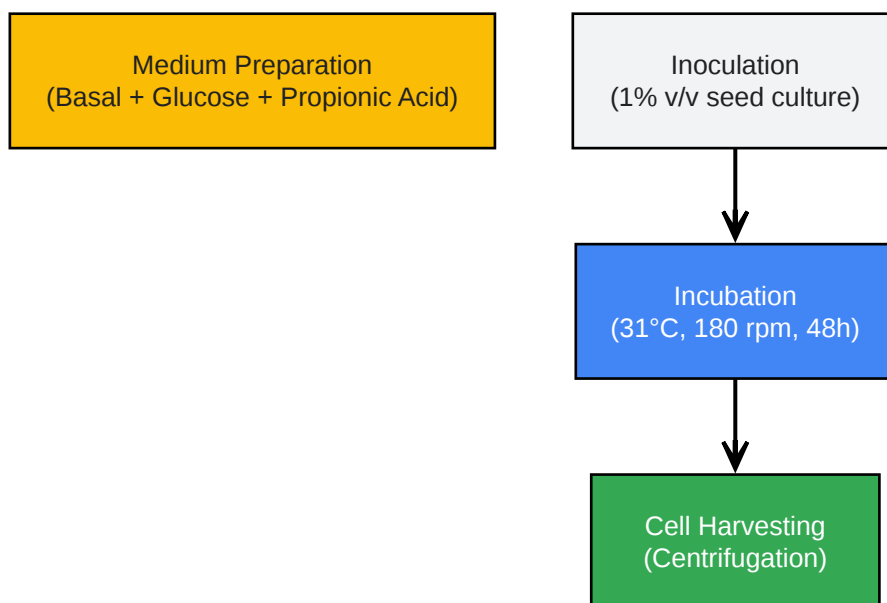 Medium Preparation
(Basal + Glucose + Propionic Acid)
Inoculation
(1% v/v seed culture)
Incubation
(31°C, 180 rpm, 48h)
Cell Harvesting
(Centrifugation)